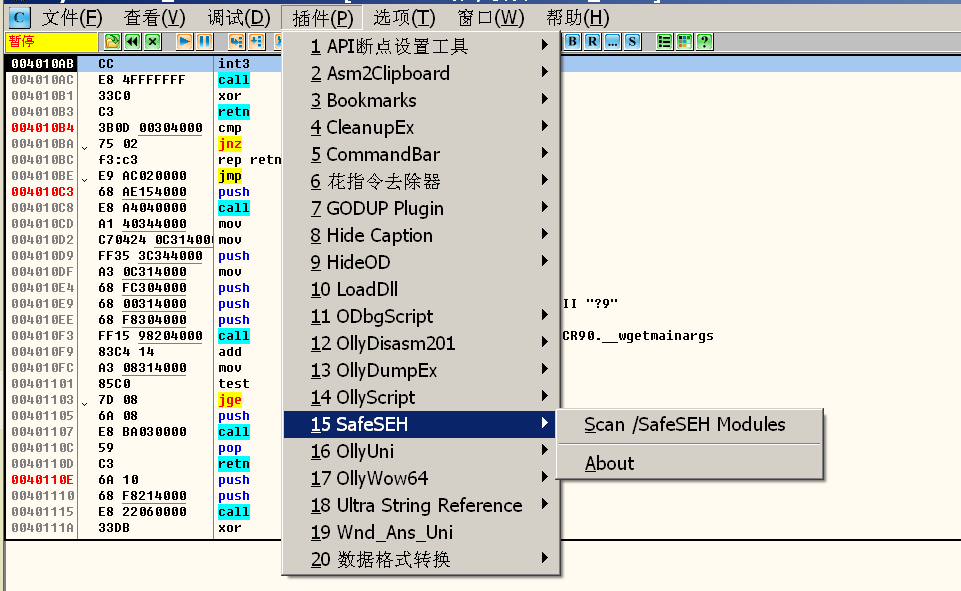 C 文件(F) 查看(V) 调试(D) 插件(P) 选项(T) 窗口(W) 帮助(H)
暂停 B R ... S ?
004010AB CC int3
004010AC E8 4FFFFFFF call
004010B1 33C0 xor
004010B3 C3 retn
004010B4 3B0D 00304000 cmp
004010BA 75 02 jnz
004010BC f3:c3 rep retn
004010BE E9 AC020000 jmp
004010C3 68 AE154000 push
004010C8 E8 A4040000 call
004010CD A1 40344000 mov
004010D2 C70424 0C31400 mov
004010D9 FF35 3C344000 push
004010DF A3 0C314000 mov
004010E4 68 FC304000 push
004010E9 68 00314000 push
004010EE 68 F8304000 push
004010F3 FF15 98204000 call
004010F9 83C4 14 add
004010FC A3 08314000 mov
00401101 85C0 test
00401103 7D 08 jge
00401105 6A 08 push
00401107 E8 BA030000 call
0040110C 59 pop
0040110D C3 retn
0040110E 6A 10 push
00401110 68 F8214000 push
00401115 E8 22060000 call
0040111A 33DB xor
1 API断点设置工具
2 Asm2Clipboard
3 Bookmarks
4 CleanupEx
5 CommandBar
6 花指令去除器
7 GODUP Plugin
8 Hide Caption
9 HideOD
10 LoadDll
11 ODbgScript
12 OllyDisasm201
13 OllyDumpEx
14 OllyScript
15 SafeSEH
16 OllyUni
17 OllyWow64
18 Ultra String Reference
19 Wnd_Ans_Uni
20 数据格式转换
II "?9"
CR90.__wgetmainargs
Scan /SafeSEH Modules
About